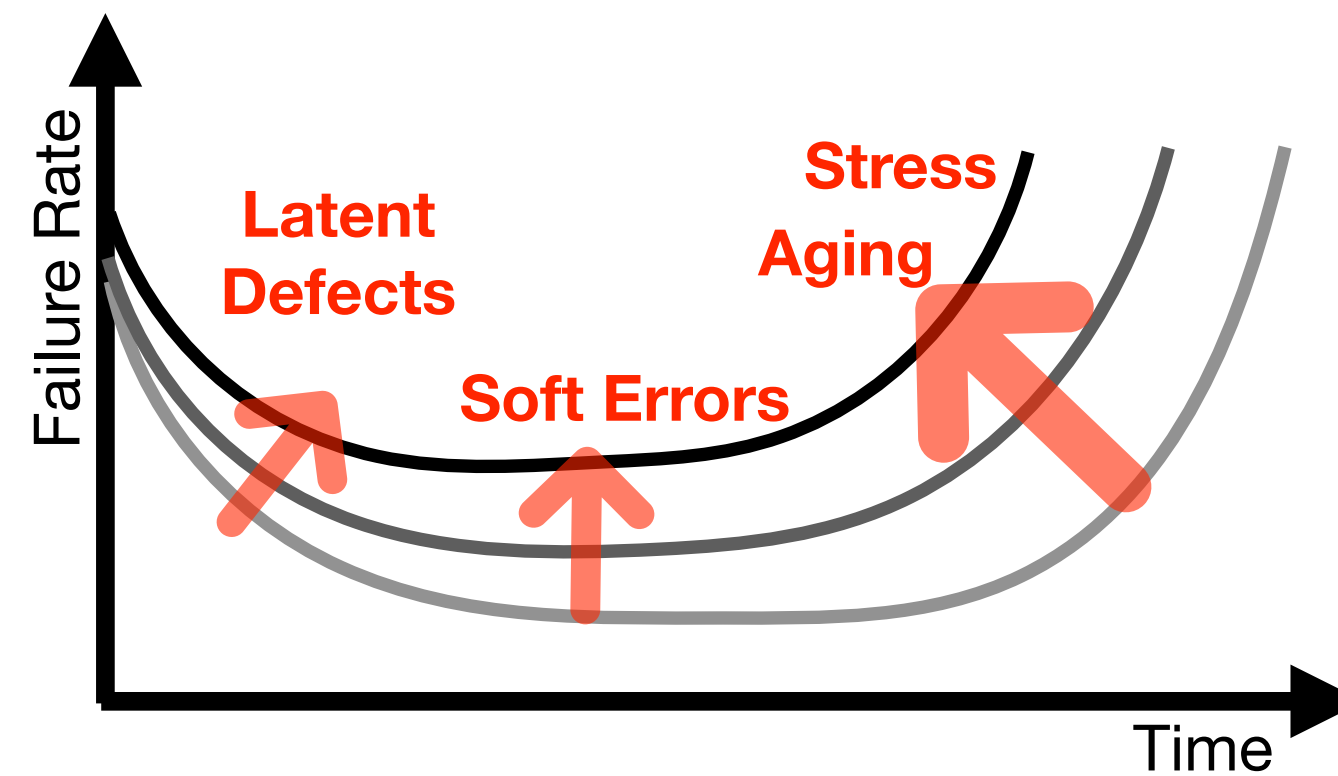 Failure Rate
Latent
Defects
Soft Errors
Stress
Aging
Time